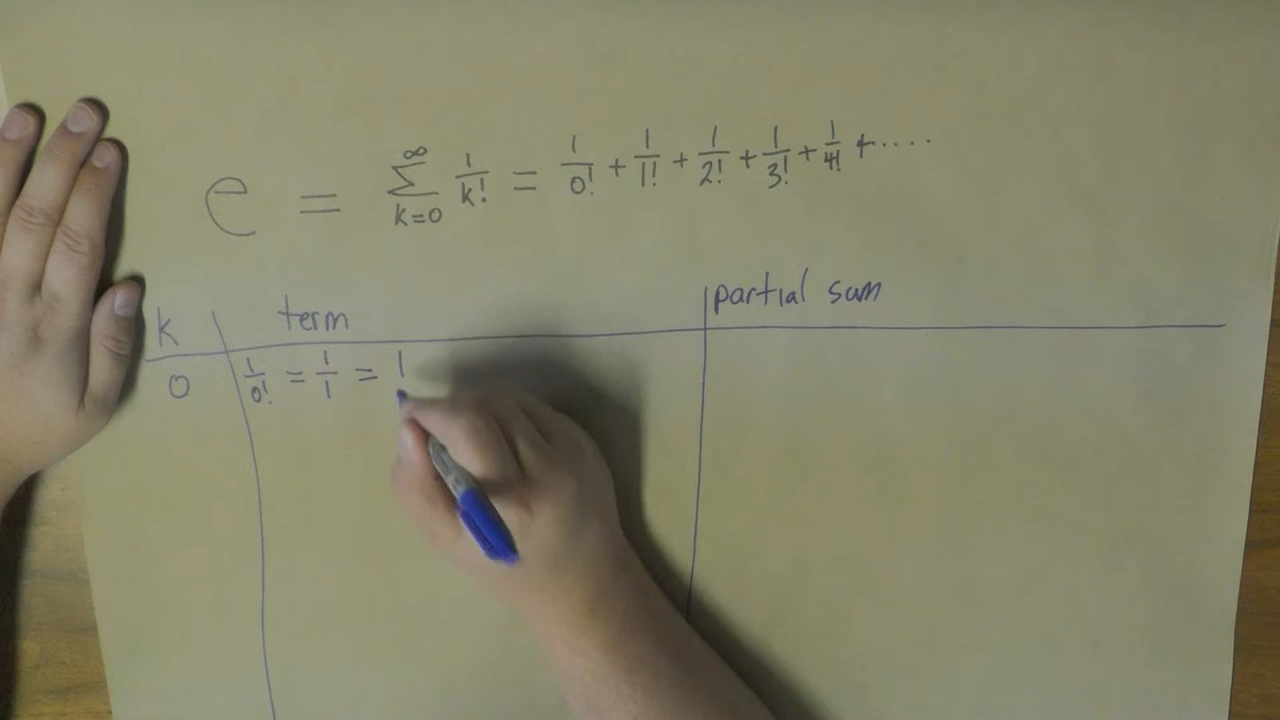 e = ∞ ∑ k=0 1/k! = 1/0! + 1/1! + 1/2! + 1/3! + 1/4! + ....
k term partial sum
0 1/0! = 1/1 = 1